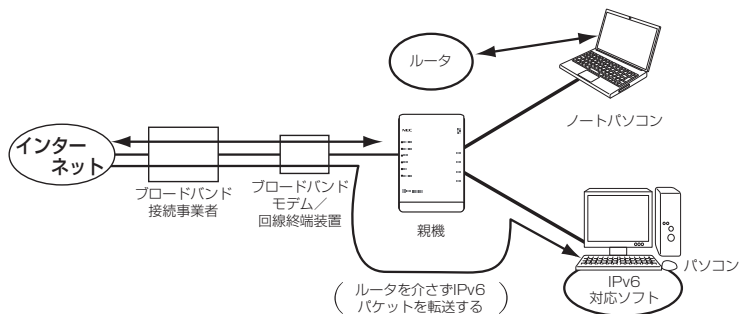 ルータ
ノートパソコン
インター
ネット
NEC
ブロードバンド
接続事業者
ブロードバンド
モデム／
回線終端装置
親機
パソコン
IPv6
対応ソフト
（ルータを介さずIPv6
パケットを転送する）